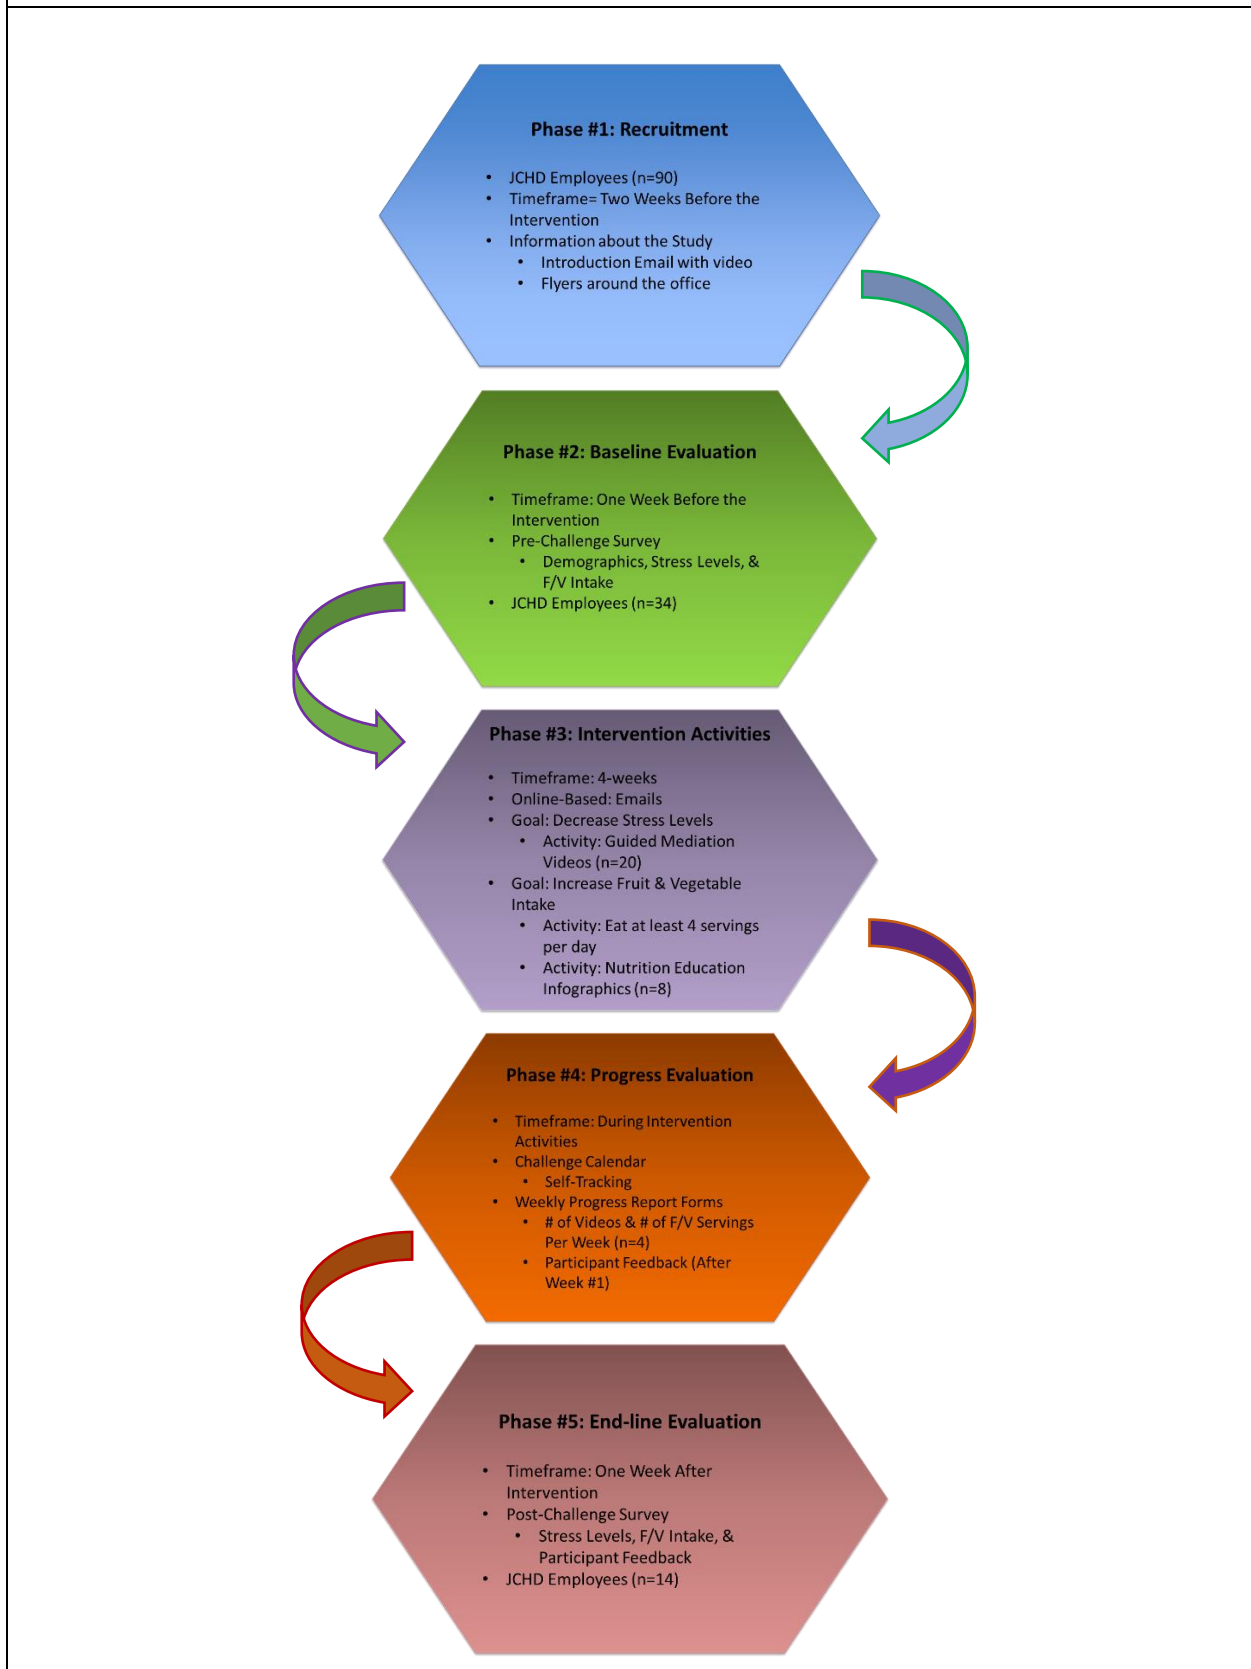 Phase #1: Recruitment
• JCHD Employees (n=90)
• Timeframe= Two Weeks Before the
Intervention
• Information about the Study
• Introduction Email with video
• Flyers around the office
Phase #2: Baseline Evaluation
• Timeframe: One Week Before the
Intervention
• Pre-Challenge Survey
• Demographics, Stress Levels, &
F/V Intake
• JCHD Employees (n=34)
Phase #3: Intervention Activities
• Timeframe: 4-weeks
• Online-Based: Emails
• Goal: Decrease Stress Levels
• Activity: Guided Mediation
Videos (n=20)
• Goal: Increase Fruit & Vegetable
Intake
• Activity: Eat at least 4 servings
per day
• Activity: Nutrition Education
Infographics (n=8)
Phase #4: Progress Evaluation
• Timeframe: During Intervention
Activities
• Challenge Calendar
• Self-Tracking
• Weekly Progress Report Forms
• # of Videos & # of F/V Servings
Per Week (n=4)
• Participant Feedback (After
Week #1)
Phase #5: End-line Evaluation
• Timeframe: One Week After
Intervention
• Post-Challenge Survey
• Stress Levels, F/V Intake, &
Participant Feedback
• JCHD Employees (n=14)